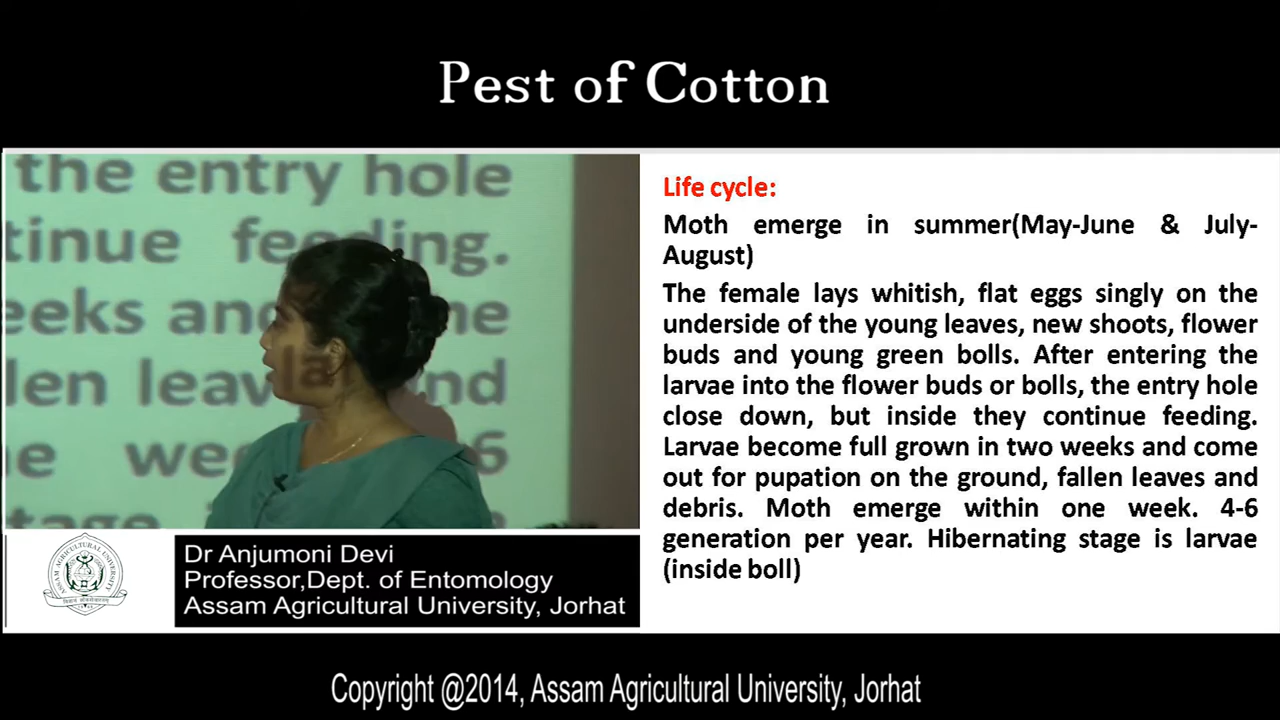 Pest of Cotton
the entry hole
tinue feeding.
eeks and
len leav nd
we 6
stage
Life cycle:
Moth emerge in summer(May-June & July-
August)
The female lays whitish, flat eggs singly on the
underside of the young leaves, new shoots, flower
buds and young green bolls. After entering the
larvae into the flower buds or bolls, the entry hole
close down, but inside they continue feeding.
Larvae become full grown in two weeks and come
out for pupation on the ground, fallen leaves and
debris. Moth emerge within one week. 4-6
generation per year. Hibernating stage is larvae
(inside boll)
ASSAM AGRICULTURAL UNIVERSITY
Dr Anjumoni Devi
Professor,Dept. of Entomology
Assam Agricultural University, Jorhat
Copyright @2014, Assam Agricultural University, Jorhat